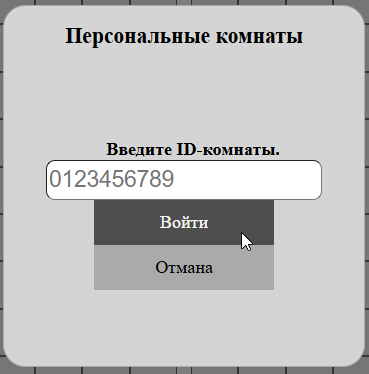 Персональные комнаты
Введите ID-комнаты.
0123456789
Войти
Отмана